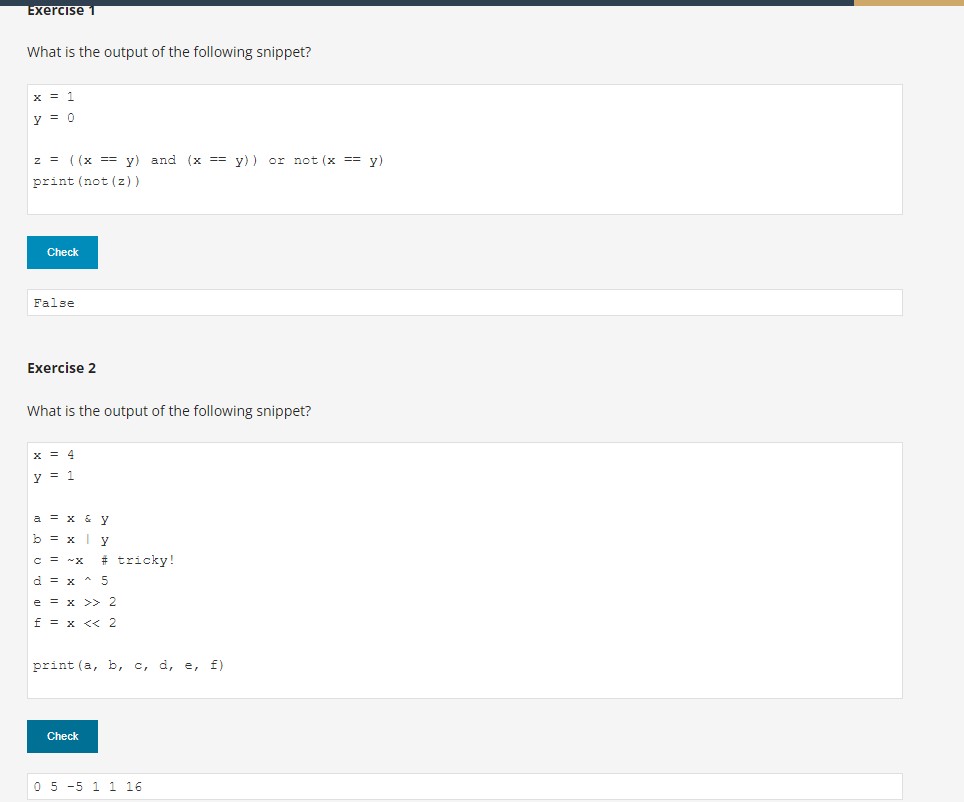 Exercise 1
What is the output of the following snippet?
x = 1
y = 0
z = ((x == y) and (x == y)) or not(x == y)
print(not(z))
Check
False
Exercise 2
What is the output of the following snippet?
x = 4
y = 1
a = x & y
b = x | y
c = ~x  # tricky!
d = x ^ 5
e = x >> 2
f = x << 2
print(a, b, c, d, e, f)
Check
0 5 -5 1 1 16